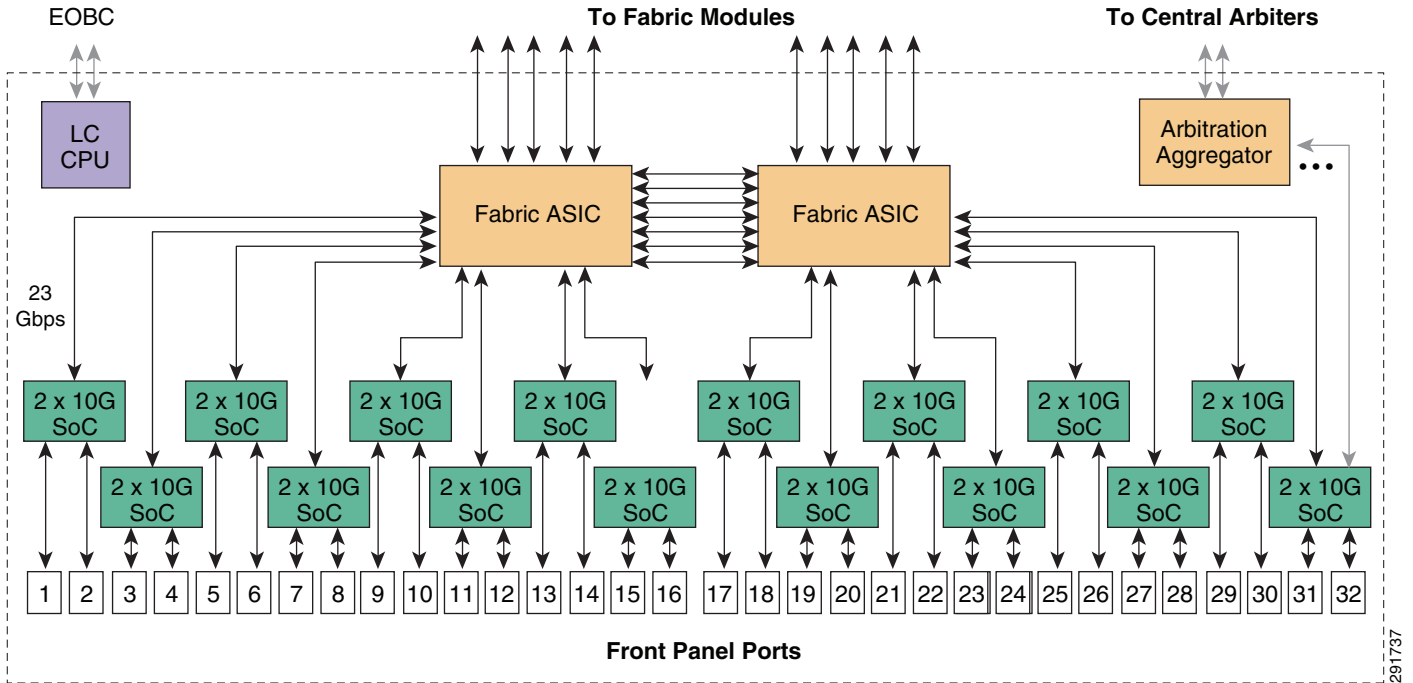 EOBC
To Fabric Modules
To Central Arbiters
LC
CPU
Arbitration
Aggregator
...
Fabric ASIC
Fabric ASIC
23
Gbps
2 x 10G
SoC
2 x 10G
SoC
2 x 10G
SoC
2 x 10G
SoC
2 x 10G
SoC
2 x 10G
SoC
2 x 10G
SoC
2 x 10G
SoC
2 x 10G
SoC
2 x 10G
SoC
2 x 10G
SoC
2 x 10G
SoC
2 x 10G
SoC
2 x 10G
SoC
2 x 10G
SoC
2 x 10G
SoC
1 2 3 4 5 6 7 8 9 10 11 12 13 14 15 16 17 18 19 20 21 22 23 24 25 26 27 28 29 30 31 32
Front Panel Ports
291737